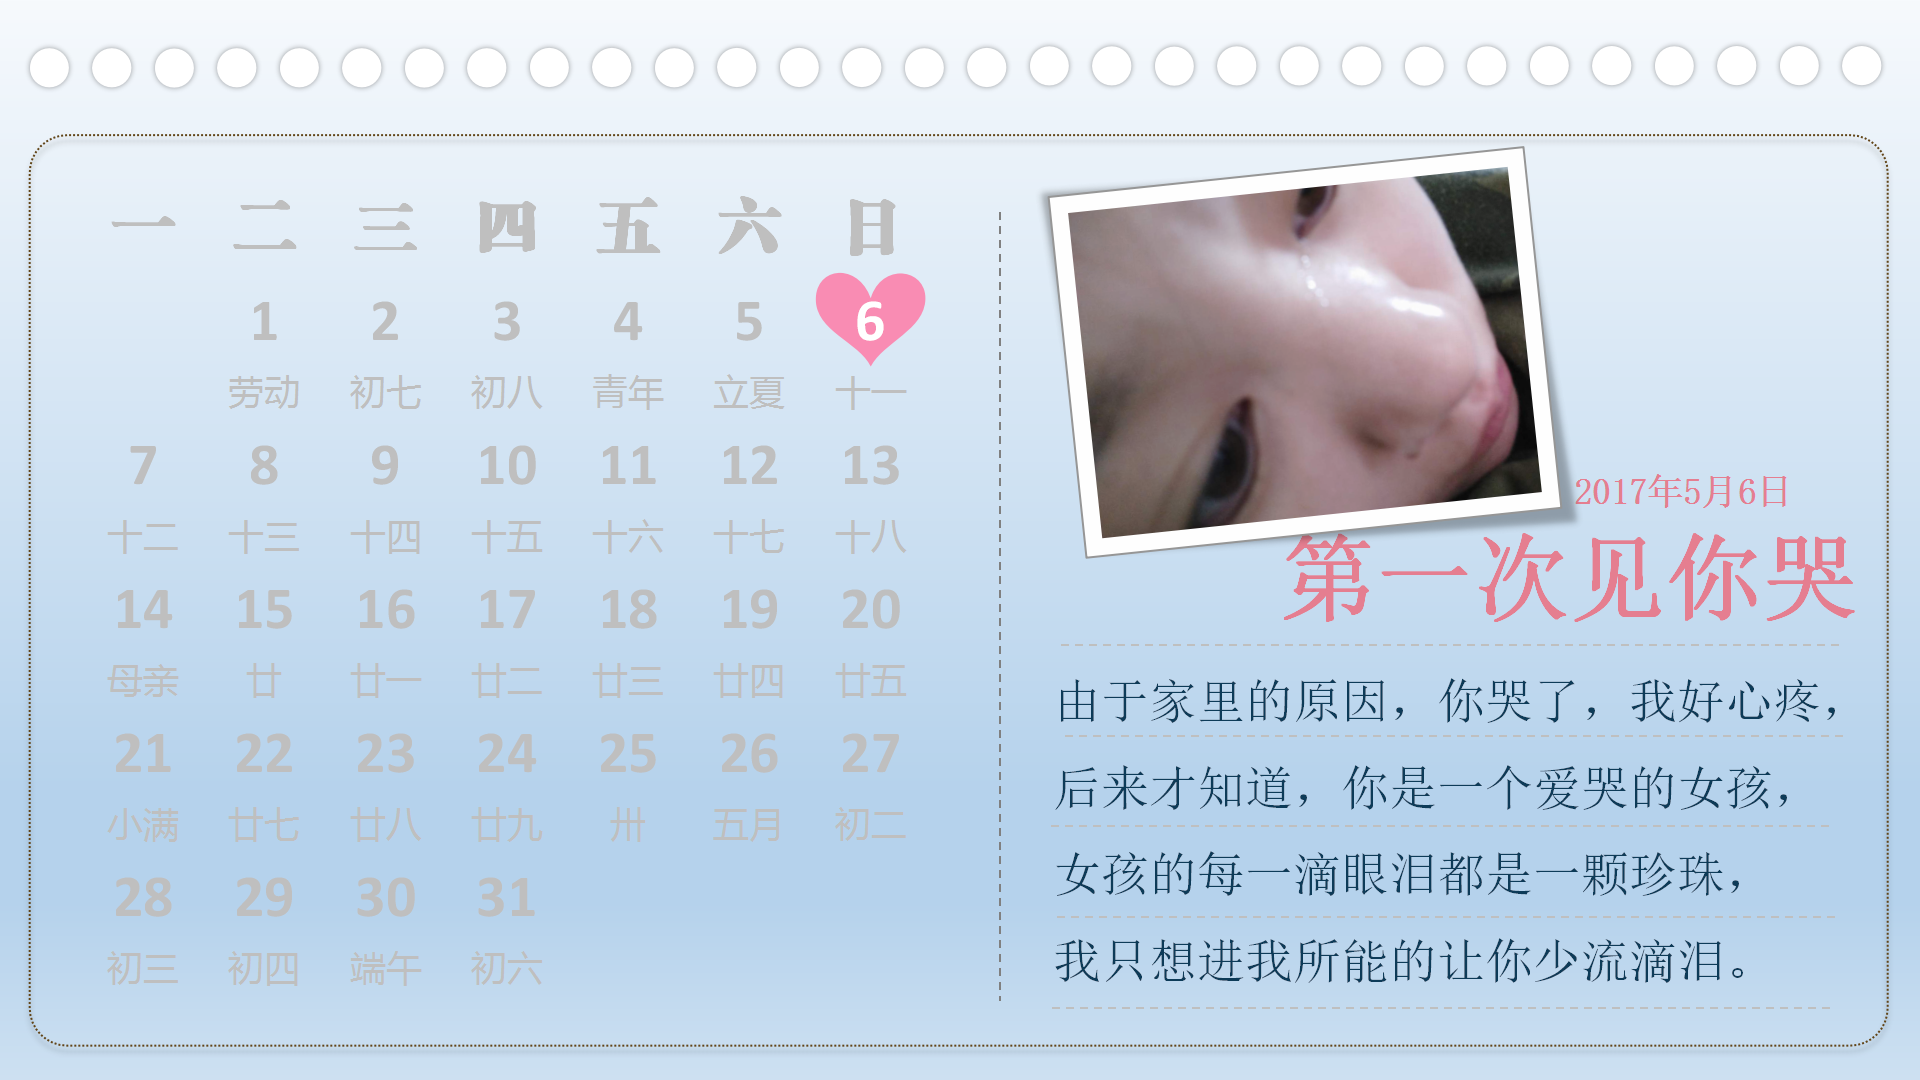 一 二 三 四 五 六 日
1 2 3 4 5 6
劳动 初七 初八 青年 立夏 十一
7 8 9 10 11 12 13
十二 十三 十四 十五 十六 十七 十八
14 15 16 17 18 19 20
母亲 廿 廿一 廿二 廿三 廿四 廿五
21 22 23 24 25 26 27
小满 廿七 廿八 廿九 卅 五月 初二
28 29 30 31
初三 初四 端午 初六
2017年5月6日
第一次见你哭
由于家里的原因，你哭了，我好心疼，
后来才知道，你是一个爱哭的女孩，
女孩的每一滴眼泪都是一颗珍珠，
我只想进我所能的让你少流滴泪。